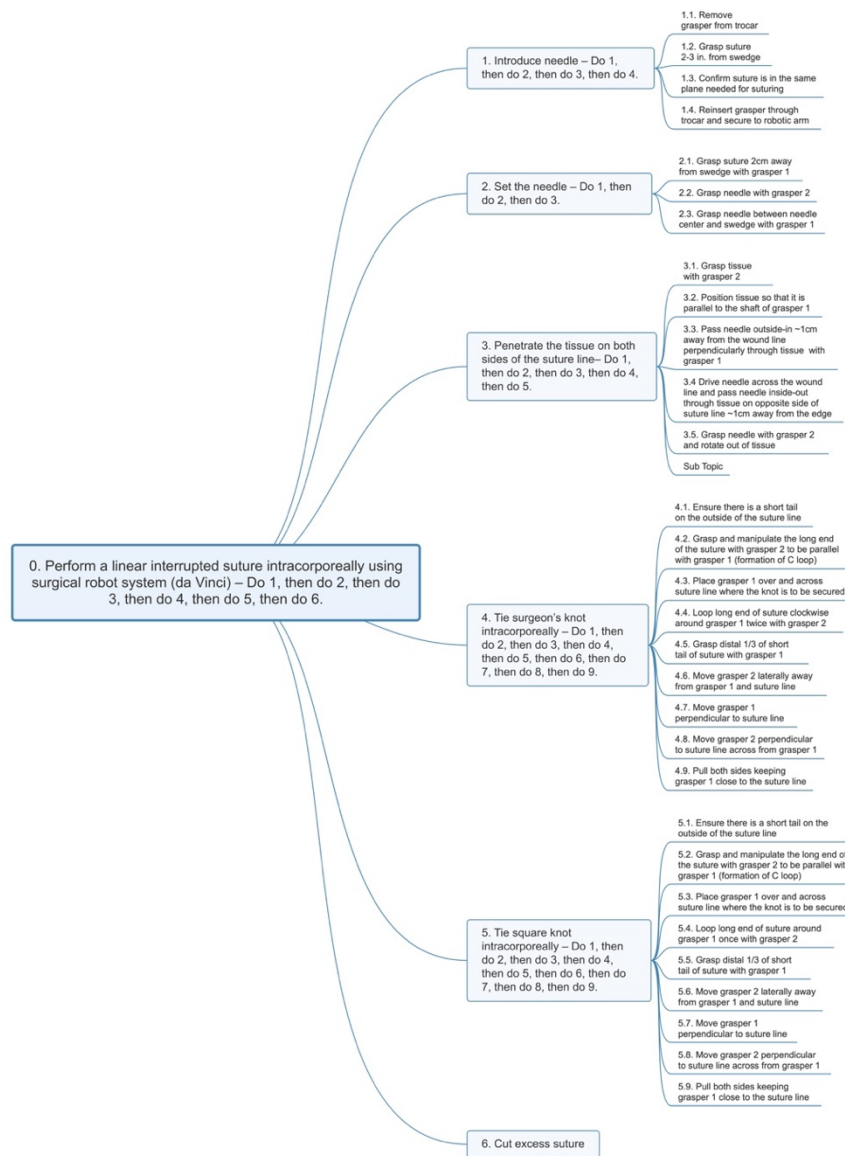 0. Perform a linear interrupted suture intracorporeally using
surgical robot system (da Vinci) – Do 1, then do 2, then do
3, then do 4, then do 5, then do 6.
1. Introduce needle – Do 1,
then do 2, then do 3, then do 4.
1.1. Remove
grasper from trocar
1.2. Grasp suture
2-3 in. from swedge
1.3. Confirm suture is in the same
plane needed for suturing
1.4. Reinsert grasper through
trocar and secure to robotic arm
2. Set the needle – Do 1, then
do 2, then do 3.
2.1. Grasp suture 2cm away
from swedge with grasper 1
2.2. Grasp needle with grasper 2
2.3. Grasp needle between needle
center and swedge with grasper 1
3. Penetrate the tissue on both
sides of the suture line– Do 1,
then do 2, then do 3, then do 4,
then do 5.
3.1. Grasp tissue
with grasper 2
3.2. Position tissue so that it is
parallel to the shaft of grasper 1
3.3. Pass needle outside-in ~1cm
away from the wound line
perpendicularly through tissue with
grasper 1
3.4 Drive needle across the wound
line and pass needle inside-out
through tissue on opposite side of
suture line ~1cm away from the edge
3.5. Grasp needle with grasper 2
and rotate out of tissue
Sub Topic
4. Tie surgeon's knot
intracorporeally – Do 1, then
do 2, then do 3, then do 4,
then do 5, then do 6, then do
7, then do 8, then do 9.
4.1. Ensure there is a short tail
on the outside of the suture line
4.2. Grasp and manipulate the long end
of the suture with grasper 2 to be parallel
with grasper 1 (formation of C loop)
4.3. Place grasper 1 over and across
suture line where the knot is to be secured
4.4. Loop long end of suture clockwise
around grasper 1 twice with grasper 2
4.5. Grasp distal 1/3 of short
tail of suture with grasper 1
4.6. Move grasper 2 laterally away
from grasper 1 and suture line
4.7. Move grasper 1
perpendicular to suture line
4.8. Move grasper 2 perpendicular
to suture line across from grasper 1
4.9. Pull both sides keeping
grasper 1 close to the suture line
5. Tie square knot
intracorporeally – Do 1, then
do 2, then do 3, then do 4,
then do 5, then do 6, then do
7, then do 8, then do 9.
5.1. Ensure there is a short tail on the
outside of the suture line
5.2. Grasp and manipulate the long end of
the suture with grasper 2 to be parallel wit
grasper 1 (formation of C loop)
5.3. Place grasper 1 over and across
suture line where the knot is to be secured
5.4. Loop long end of suture around
grasper 1 once with grasper 2
5.5. Grasp distal 1/3 of short
tail of suture with grasper 1
5.6. Move grasper 2 laterally away
from grasper 1 and suture line
5.7. Move grasper 1
perpendicular to suture line
5.8. Move grasper 2 perpendicular
to suture line across from grasper 1
5.9. Pull both sides keeping
grasper 1 close to the suture line
6. Cut excess suture